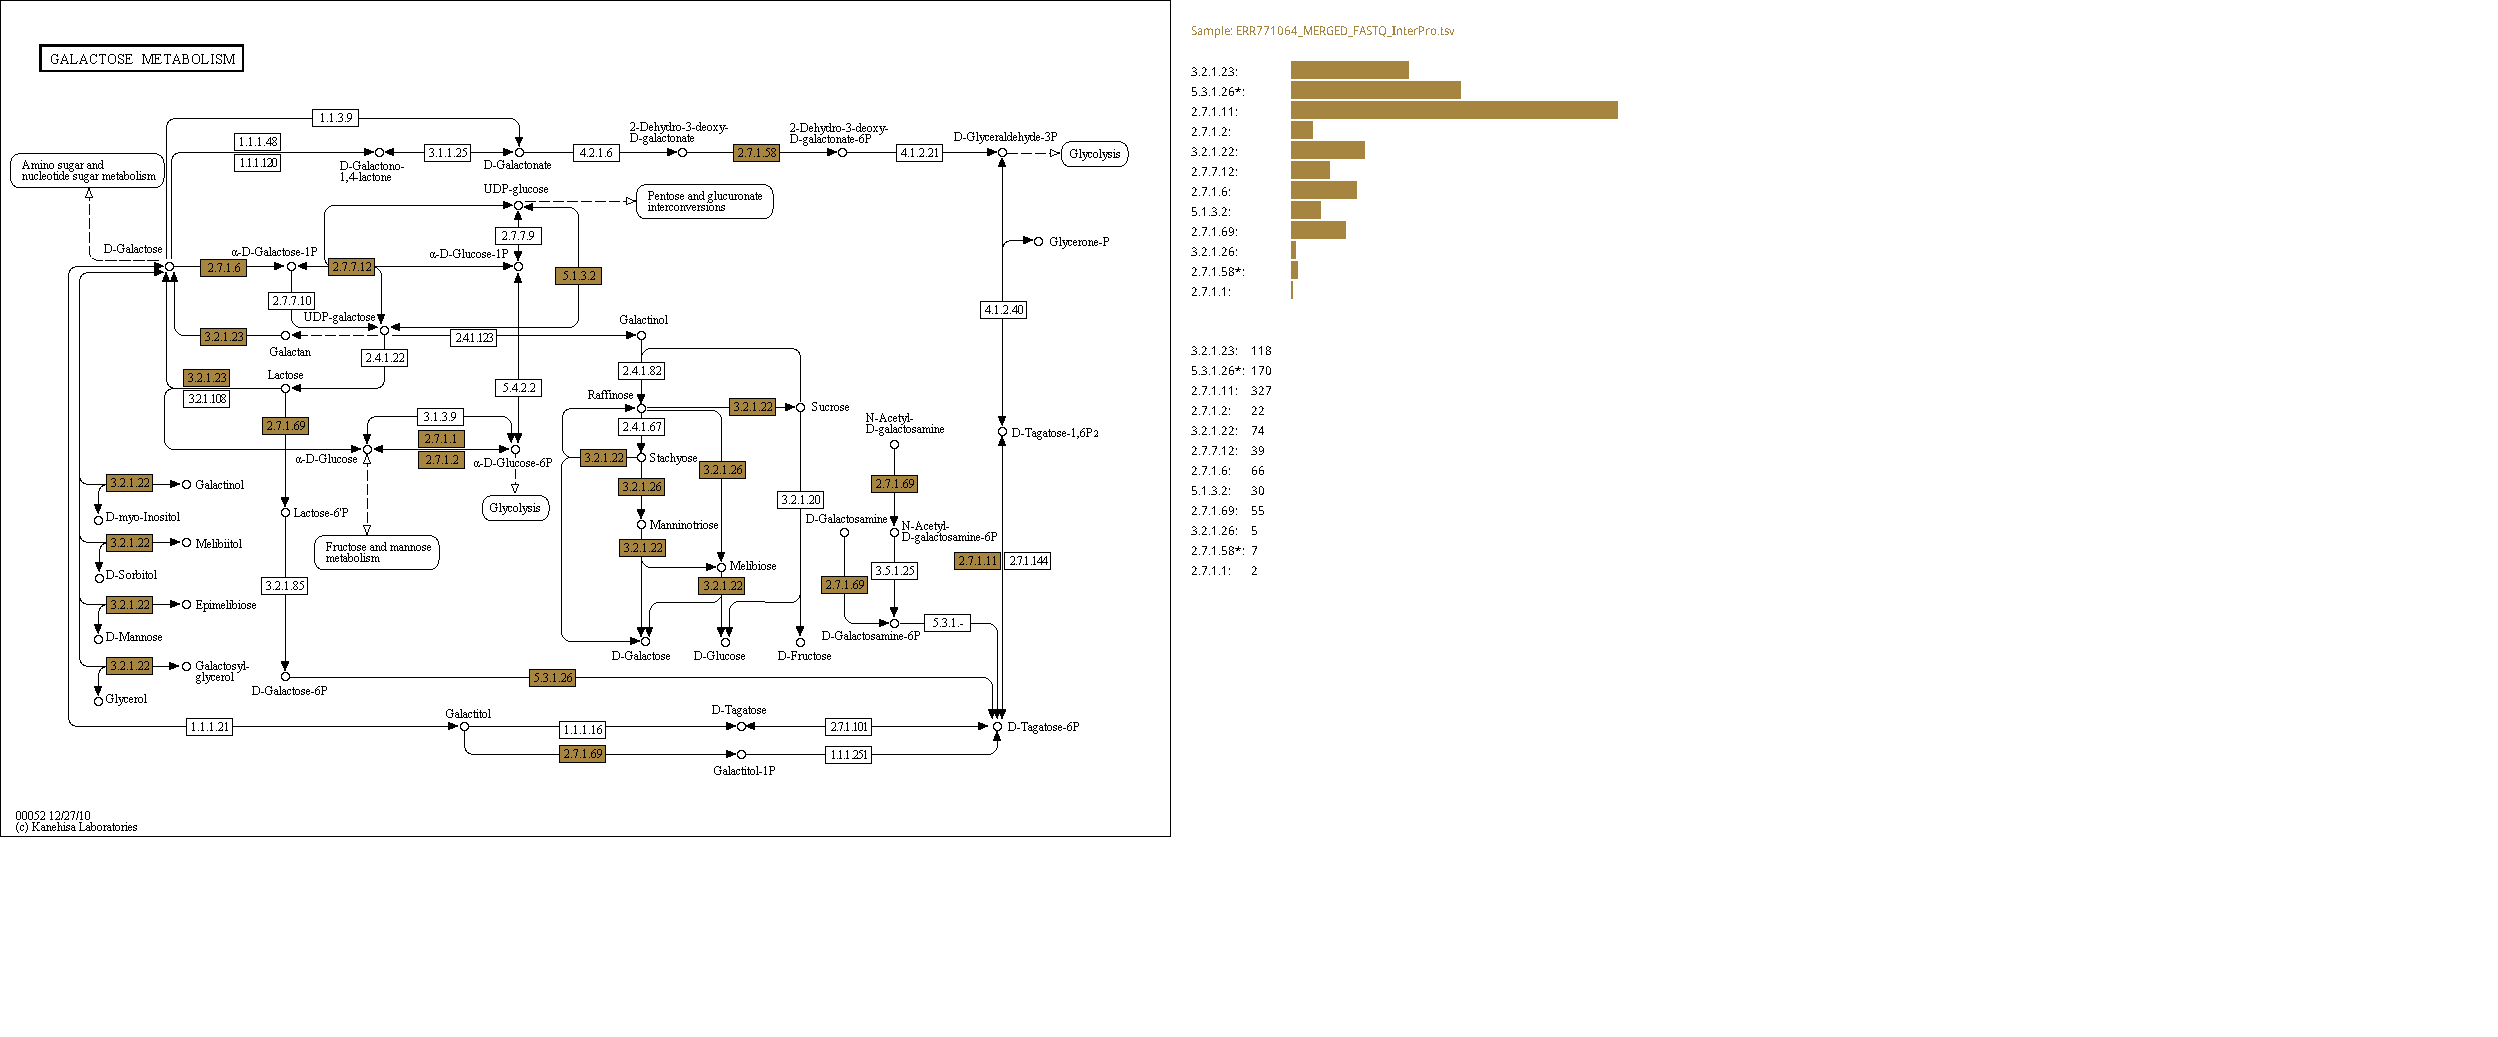 GALACTOSE METABOLISM
1.1.3.9
1.1.1.48
1.1.1.120
D-Galactono-
1,4-lactone
3.1.1.25
D-Galactonate
4.2.1.6
2-Dehydro-3-deoxy-
D-galactonate
2.7.1.58
2-Dehydro-3-deoxy-
D-galactonate-6P
4.1.2.21
D-Glyceraldehyde-3P
Glycolysis
Amino sugar and
nucleotide sugar metabolism
UDP-glucose
Pentose and glucuronate
interconversions
2.7.7.9
D-Galactose
α-D-Galactose-1P
α-D-Glucose-1P
2.7.1.6
2.7.7.12
5.1.3.2
Glycerone-P
2.7.7.10
UDP-galactose
4.1.2.40
3.2.1.23
Galactan
2.4.1.123
Galactinol
2.4.1.22
2.4.1.82
Lactose
3.2.1.23
3.2.1.108
5.4.2.2
Raffinose
3.2.1.22
Sucrose
2.7.1.69
3.1.3.9
2.4.1.67
N-Acetyl-
D-galactosamine
D-Tagatose-1,6P2
2.7.1.1
2.7.1.2
α-D-Glucose
α-D-Glucose-6P
3.2.1.22
Stachyose
3.2.1.26
3.2.1.26
2.7.1.69
3.2.1.22
Galactinol
D-myo-Inositol
Lactose-6'P
Glycolysis
3.2.1.20
Manninotriose
D-Galactosamine
N-Acetyl-
D-galactosamine-6P
3.2.1.22
Melibiitol
D-Sorbitol
Fructose and mannose
metabolism
3.2.1.22
Melibiose
3.2.1.22
2.7.1.69
3.5.1.25
2.7.1.11
2.7.1.144
3.2.1.85
3.2.1.22
Epimelibiose
D-Mannose
D-Galactosamine-6P
5.3.1.-
D-Galactose
D-Glucose
D-Fructose
3.2.1.22
Galactosyl-
glycerol
Glycerol
D-Galactose-6P
5.3.1.26
1.1.1.21
Galactitol
1.1.1.16
D-Tagatose
2.7.1.101
D-Tagatose-6P
2.7.1.69
Galactitol-1P
1.1.1.251
00052 12/27/10
(c) Kanehisa Laboratories
Sample: ERR771064_MERGED_FASTQ_InterPro.tsv
3.2.1.23:
5.3.1.26*:
2.7.1.11:
2.7.1.2:
3.2.1.22:
2.7.7.12:
2.7.1.6:
5.1.3.2:
2.7.1.69:
3.2.1.26:
2.7.1.58*:
2.7.1.1:
3.2.1.23: 118
5.3.1.26*: 170
2.7.1.11: 327
2.7.1.2: 22
3.2.1.22: 74
2.7.7.12: 39
2.7.1.6: 66
5.1.3.2: 30
2.7.1.69: 55
3.2.1.26: 5
2.7.1.58*: 7
2.7.1.1: 2